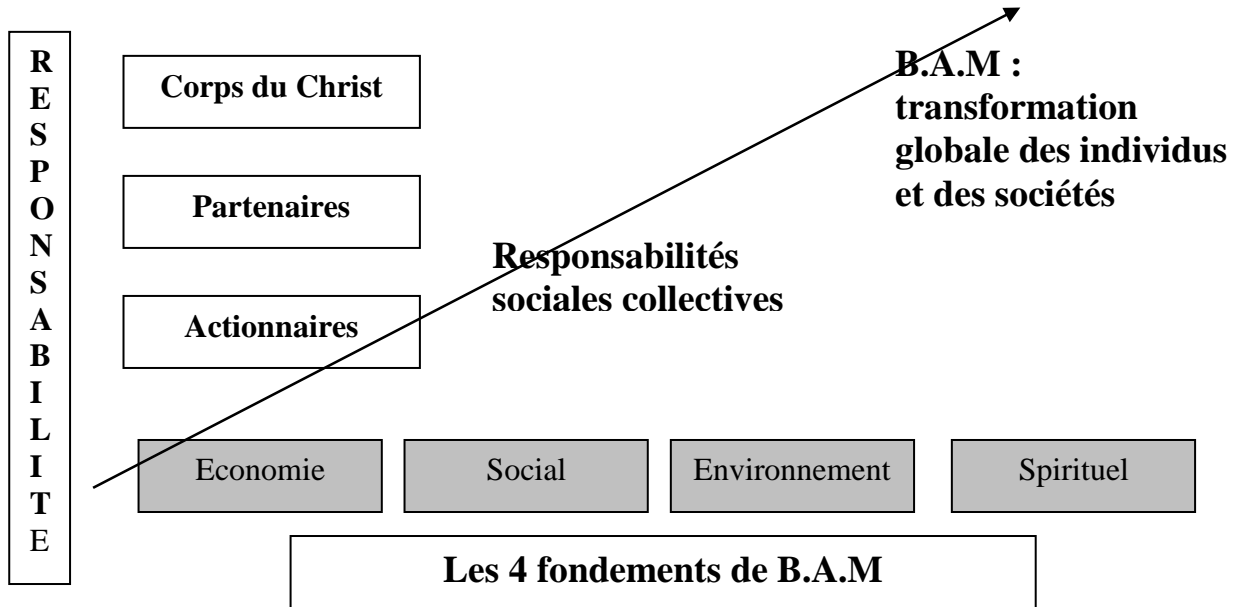 RESPONSABILITE
Corps du Christ
Partenaires
Actionnaires
B.A.M :
transformation
globale des individus
et des sociétés
Responsabilités
sociales collectives
Economie
Social
Environnement
Spirituel
Les 4 fondements de B.A.M